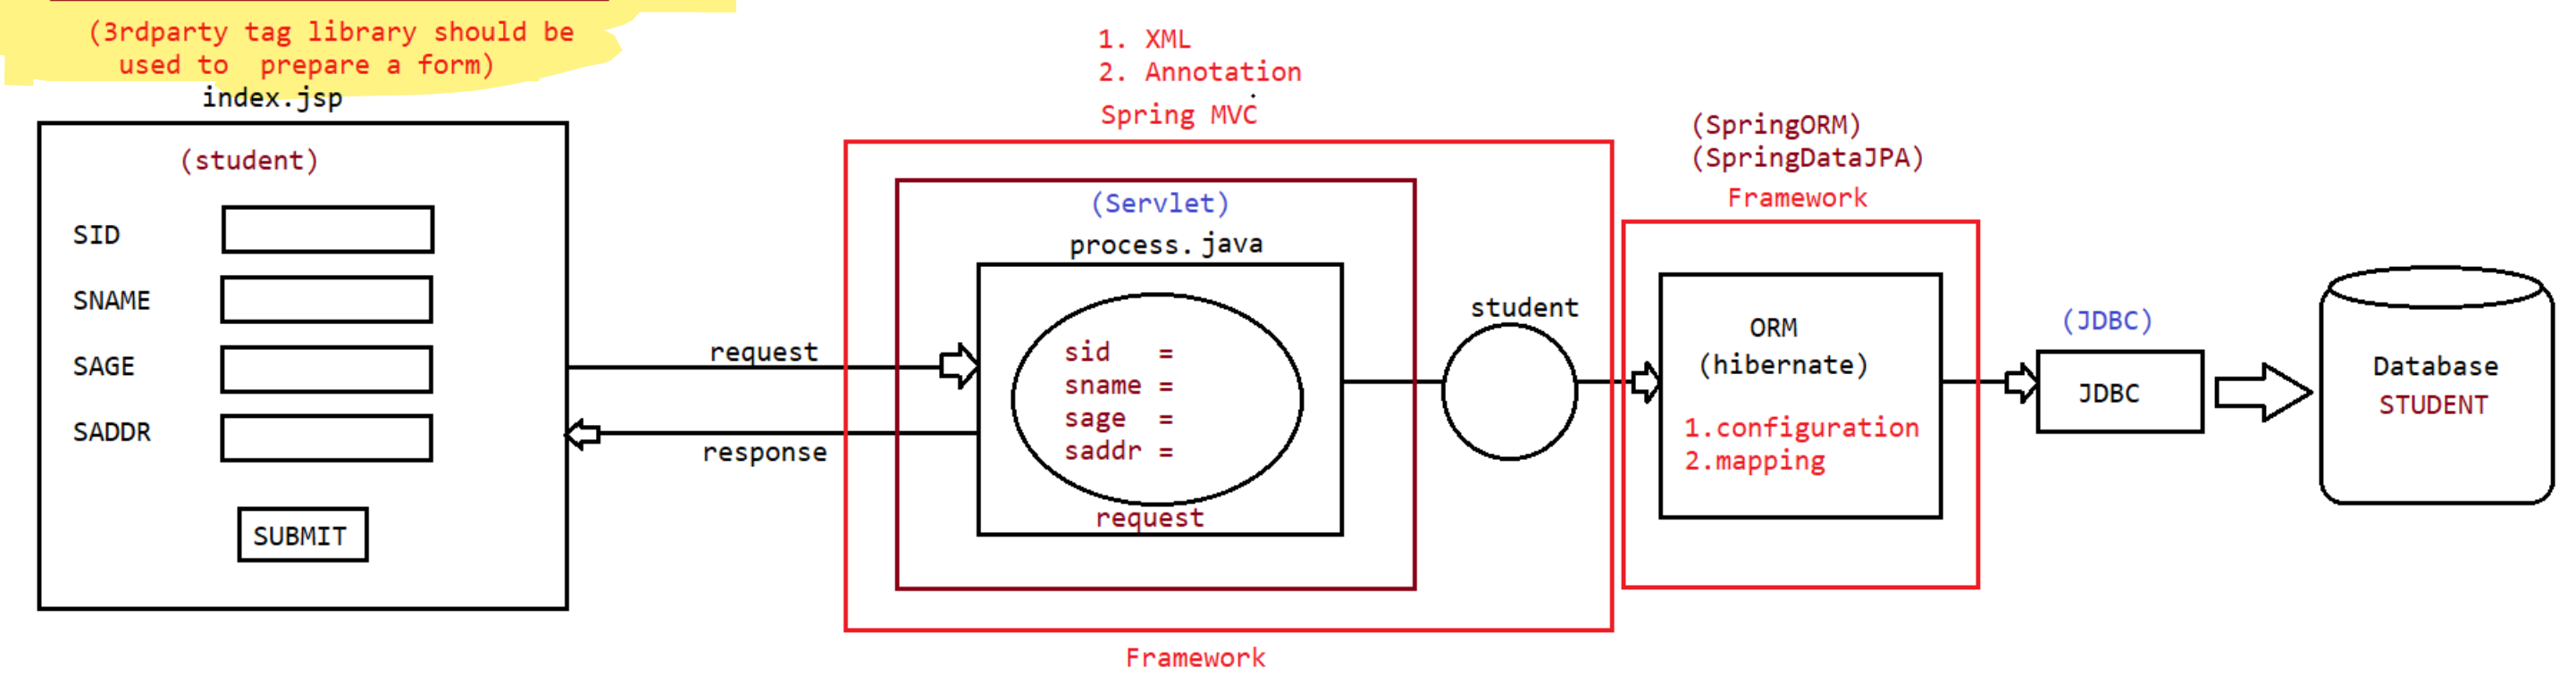 (3rdparty tag library should be
used to prepare a form)
index.jsp
(student)
SID
SNAME
SAGE
SADDR
SUBMIT
request
response
1. XML
2. Annotation
Spring MVC
(Servlet)
process.java
sid =
sname =
sage =
saddr =
request
Framework
student
(SpringORM)
(SpringDataJPA)
Framework
ORM
(hibernate)
1.configuration
2.mapping
(JDBC)
JDBC
Database
STUDENT